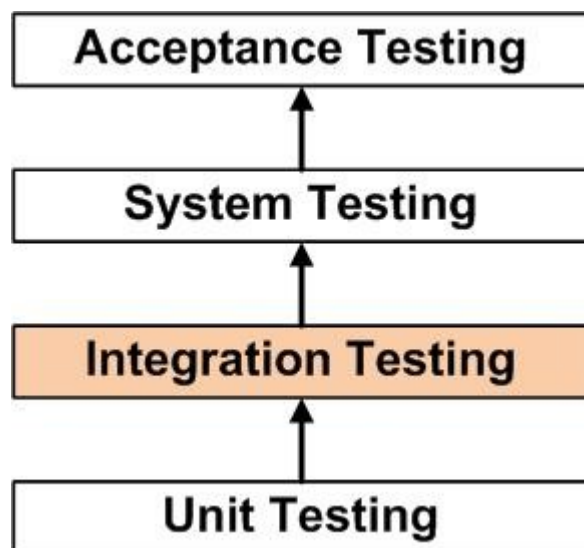 Acceptance Testing
System Testing
Integration Testing
Unit Testing